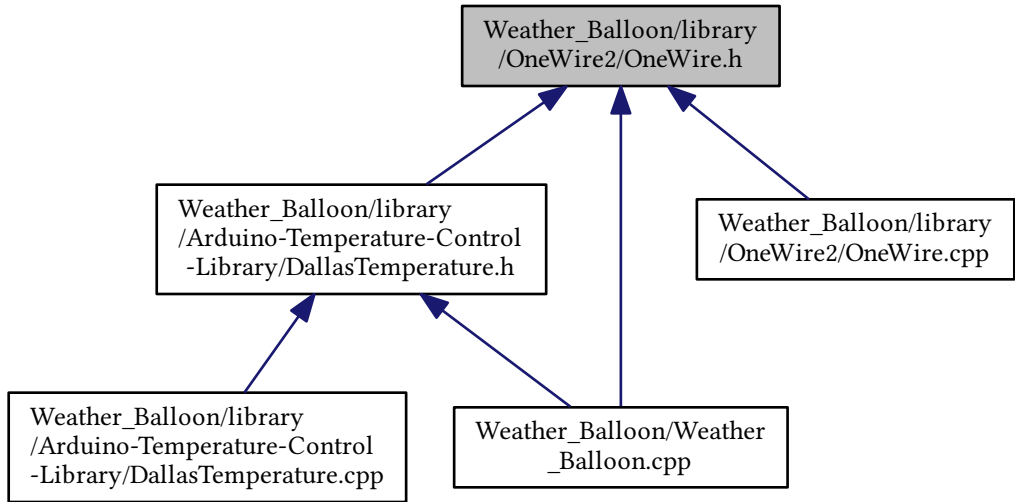 Weather_Balloon/library
/OneWire2/OneWire.h
Weather_Balloon/library
/Arduino-Temperature-Control
-Library/DallasTemperature.h
Weather_Balloon/library
/OneWire2/OneWire.cpp
Weather_Balloon/library
/Arduino-Temperature-Control
-Library/DallasTemperature.cpp
Weather_Balloon/Weather
_Balloon.cpp